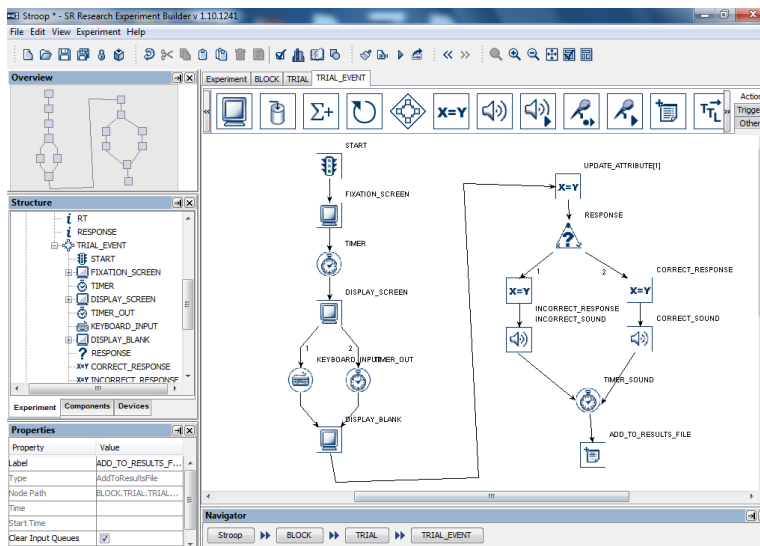 Stroop * - SR Research Experiment Builder v 1.10.1241
File Edit View Experiment Help
Overview
Experiment BLOCK TRIAL TRIAL_EVENT
Σ+ X=Y TTL
Actio
Trigge
Other
Structure
RT
RESPONSE
TRIAL_EVENT
START
FIXATION_SCREEN
TIMER
DISPLAY_SCREEN
TIMER_OUT
KEYBOARD_INPUT
DISPLAY_BLANK
? RESPONSE
X=Y CORRECT_RESPONSE
X=Y INCORRECT_RESPONSE
Experiment Components Devices
Properties
Property Value
Label ADD_TO_RESULTS_F...
Type AddToResultsFile
Node Path BLOCK.TRIAL.TRIAL...
Time
Start Time
Clear Input Queues
START
FIXATION_SCREEN
TIMER
DISPLAY_SCREEN
1 2
KEYBOARD_INPUT TIMER_OUT
DISPLAY_BLANK
UPDATE_ATTRIBUTE[1]
X=Y
RESPONSE
?
1 2
CORRECT_RESPONSE
X=Y X=Y
INCORRECT_RESPONSE
INCORRECT_SOUND CORRECT_SOUND
TIMER_SOUND
ADD_TO_RESULTS_FILE
Navigator
Stroop BLOCK TRIAL TRIAL_EVENT